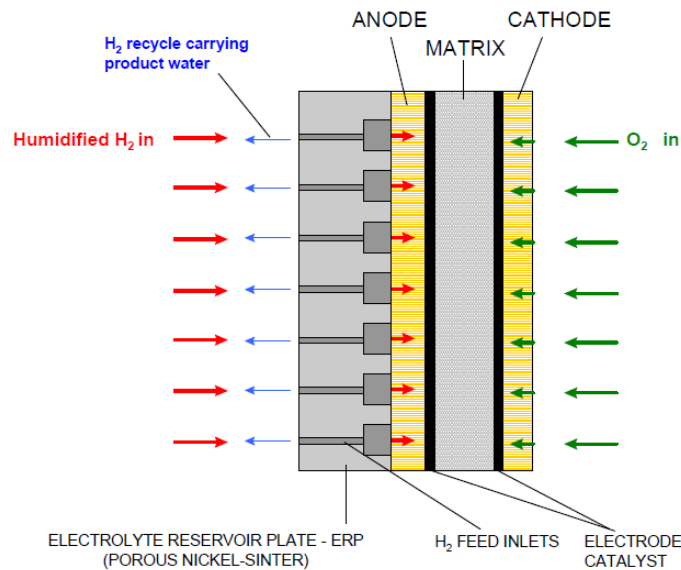 ANODE
CATHODE
MATRIX
H₂ recycle carrying
product water
Humidified H₂ in
O₂ in
ELECTROLYTE RESERVOIR PLATE - ERP
(POROUS NICKEL-SINTER)
H₂ FEED INLETS
ELECTRODE
CATALYST